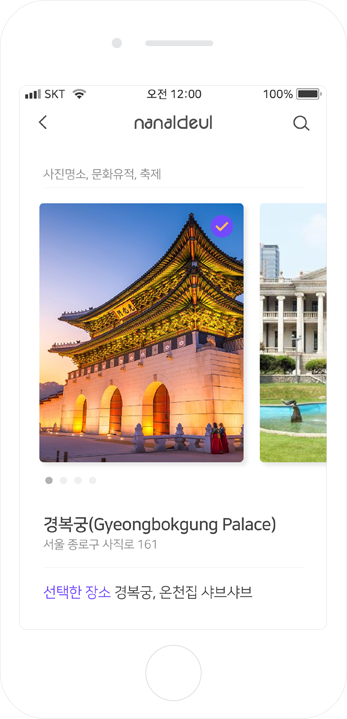 SKT 오전 12:00 100%
nanaldeul
사진명소, 문화유적, 축제
경복궁(Gyeongbokgung Palace)
서울 종로구 사직로 161
선택한 장소 경복궁, 온천집 샤브샤브